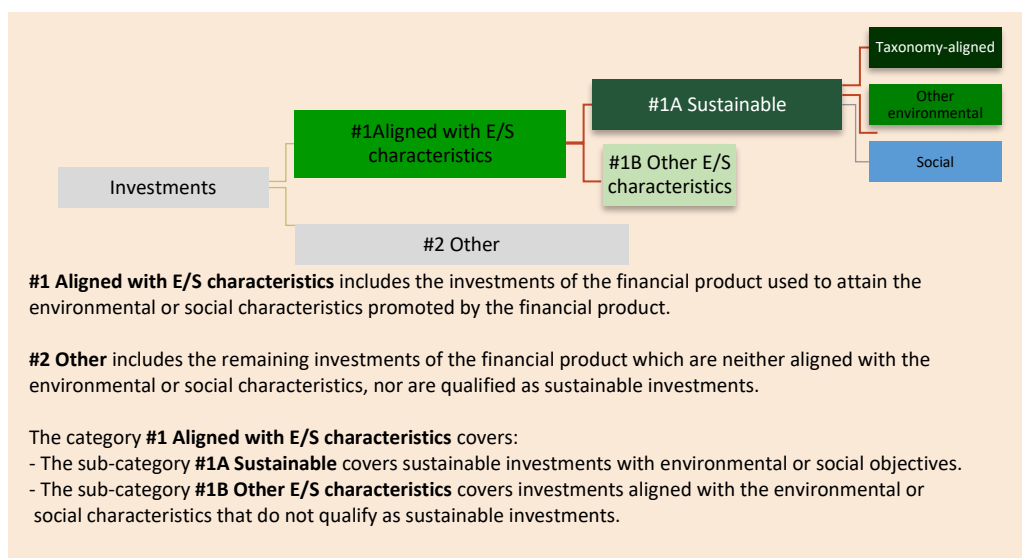 Taxonomy-aligned
#1A Sustainable
Other
environmental
#1Aligned with E/S
characteristics
#1B Other E/S
characteristics
Social
Investments
#2 Other
#1 Aligned with E/S characteristics includes the investments of the financial product used to attain the
environmental or social characteristics promoted by the financial product.
#2 Other includes the remaining investments of the financial product which are neither aligned with the
environmental or social characteristics, nor are qualified as sustainable investments.
The category #1 Aligned with E/S characteristics covers:
- The sub-category #1A Sustainable covers sustainable investments with environmental or social objectives.
- The sub-category #1B Other E/S characteristics covers investments aligned with the environmental or
social characteristics that do not qualify as sustainable investments.